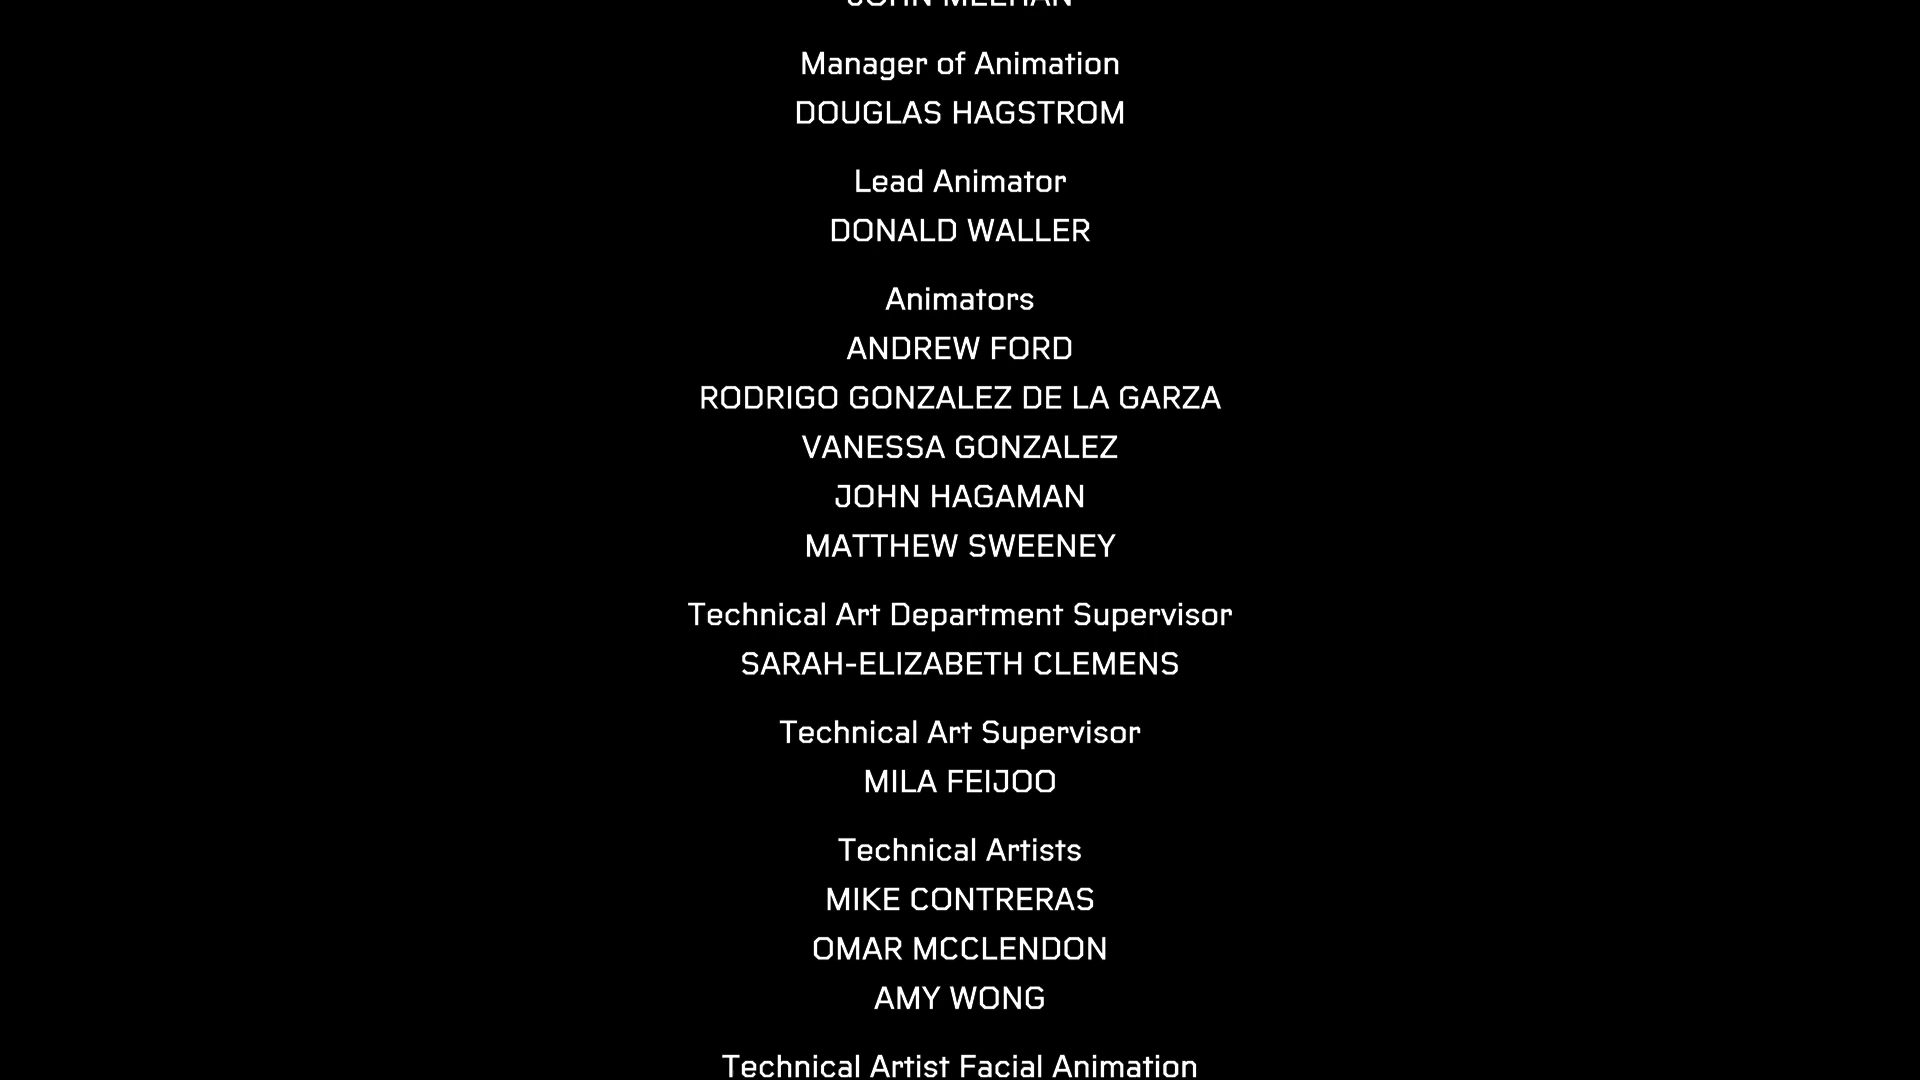 JOHN MEEHAN
Manager of Animation
DOUGLAS HAGSTROM
Lead Animator
DONALD WALLER
Animators
ANDREW FORD
RODRIGO GONZALEZ DE LA GARZA
VANESSA GONZALEZ
JOHN HAGAMAN
MATTHEW SWEENEY
Technical Art Department Supervisor
SARAH-ELIZABETH CLEMENS
Technical Art Supervisor
MILA FEIJOO
Technical Artists
MIKE CONTRERAS
OMAR MCCLENDON
AMY WONG
Technical Artist Facial Animation